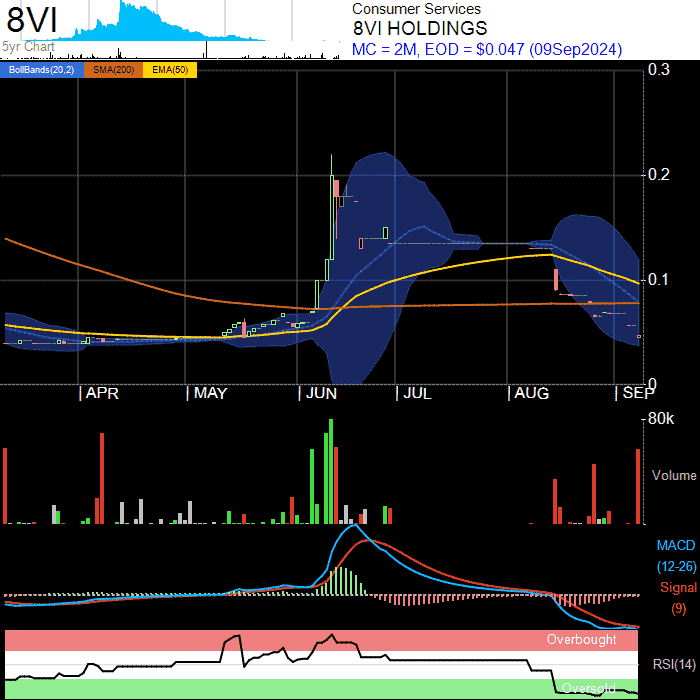 8VI
5yr Chart
Consumer Services
8VI HOLDINGS
MC = 2M, EOD = $0.047 (09Sep2024)
BollBands(20,2) SMA(200) EMA(50)
0.3
0.2
0.1
0
APR MAY JUN JUL AUG SEP
80k
Volume
MACD
(12-26)
Signal
(9)
Overbought
RSI(14)
Oversold